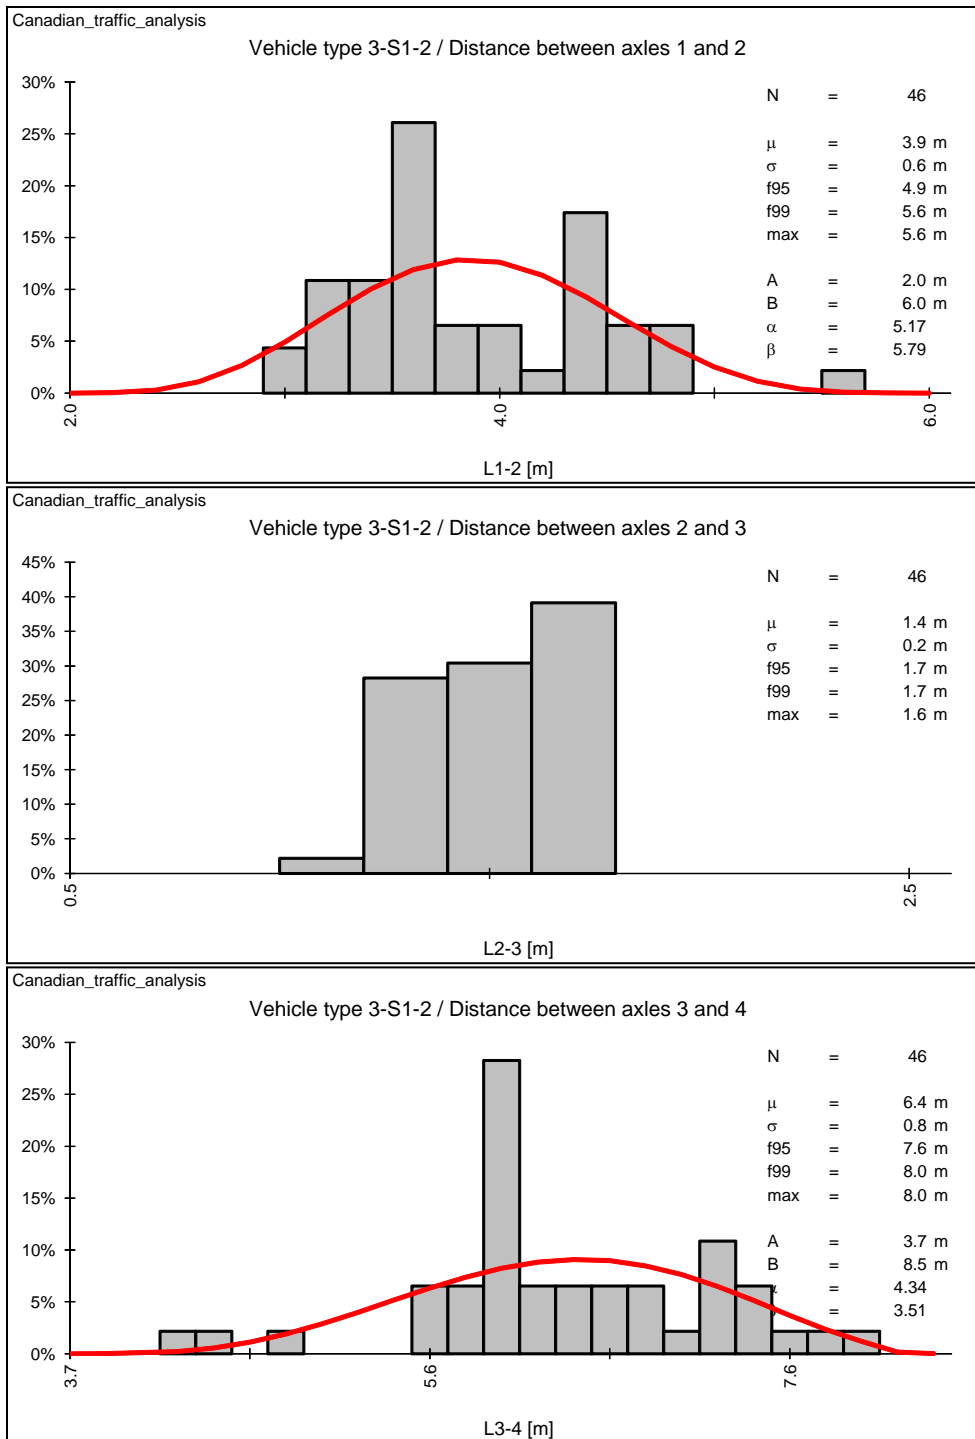 Canadian_traffic_analysis
Vehicle type 3-S1-2 / Distance between axles 1 and 2
30%
25%
20%
15%
10%
5%
0%
2.0
4.0
6.0
L1-2 [m]
N = 46
μ = 3.9 m
σ = 0.6 m
f95 = 4.9 m
f99 = 5.6 m
max = 5.6 m
A = 2.0 m
B = 6.0 m
α = 5.17
β = 5.79
Canadian_traffic_analysis
Vehicle type 3-S1-2 / Distance between axles 2 and 3
45%
40%
35%
30%
25%
20%
15%
10%
5%
0%
0.5
2.5
L2-3 [m]
N = 46
μ = 1.4 m
σ = 0.2 m
f95 = 1.7 m
f99 = 1.7 m
max = 1.6 m
Canadian_traffic_analysis
Vehicle type 3-S1-2 / Distance between axles 3 and 4
30%
25%
20%
15%
10%
5%
0%
3.7
5.6
7.6
L3-4 [m]
N = 46
μ = 6.4 m
σ = 0.8 m
f95 = 7.6 m
f99 = 8.0 m
max = 8.0 m
A = 3.7 m
B = 8.5 m
= 4.34
= 3.51